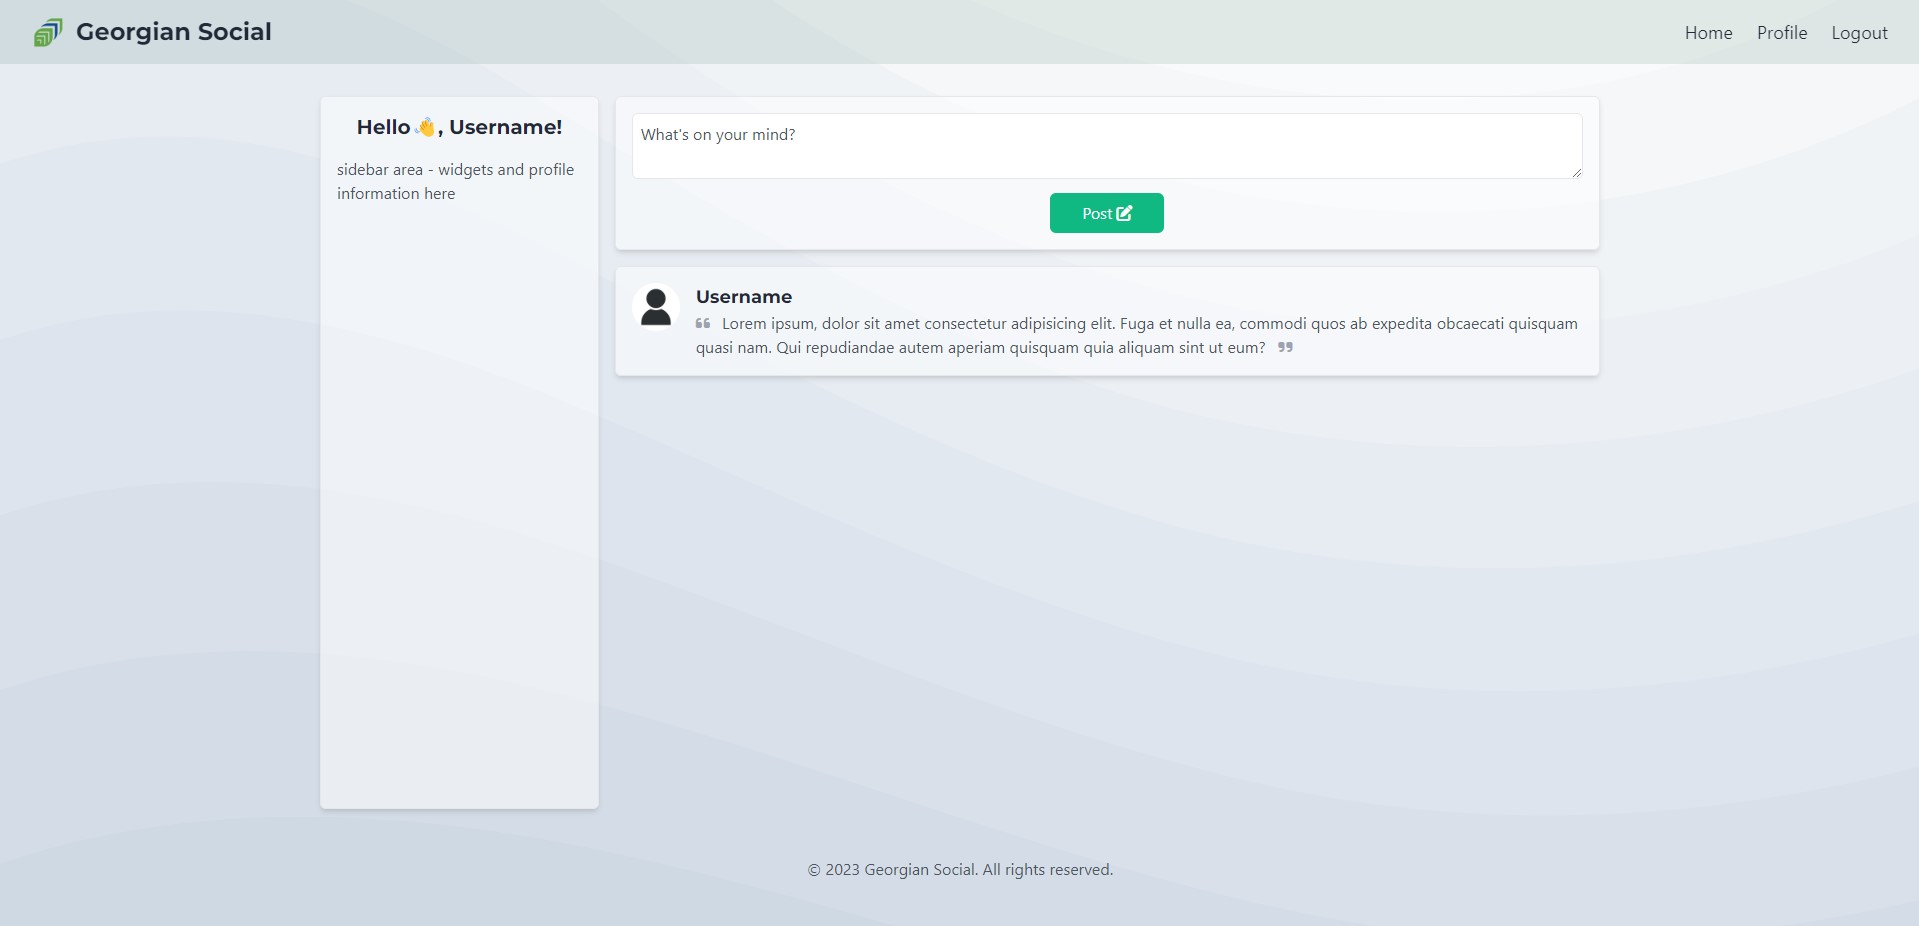 Georgian Social
Home Profile Logout
Hello 👋, Username!
sidebar area - widgets and profile
information here
What's on your mind?
Post
Username
❝ Lorem ipsum, dolor sit amet consectetur adipisicing elit. Fuga et nulla ea, commodi quos ab expedita obcaecati quisquam
quasi nam. Qui repudiandae autem aperiam quisquam quia aliquam sint ut eum? ❞
© 2023 Georgian Social. All rights reserved.